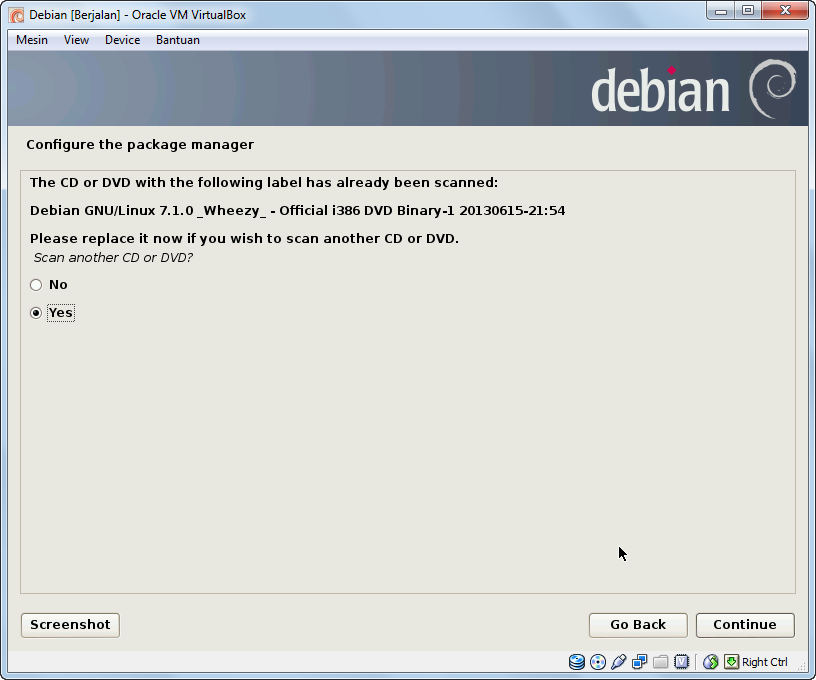 Debian [Berjalan] - Oracle VM VirtualBox
Mesin View Device Bantuan
debian
Configure the package manager
The CD or DVD with the following label has already been scanned:
Debian GNU/Linux 7.1.0 _Wheezy_ - Official i386 DVD Binary-1 20130615-21:54
Please replace it now if you wish to scan another CD or DVD.
Scan another CD or DVD?
No
Yes
Screenshot Go Back Continue
Right Ctrl